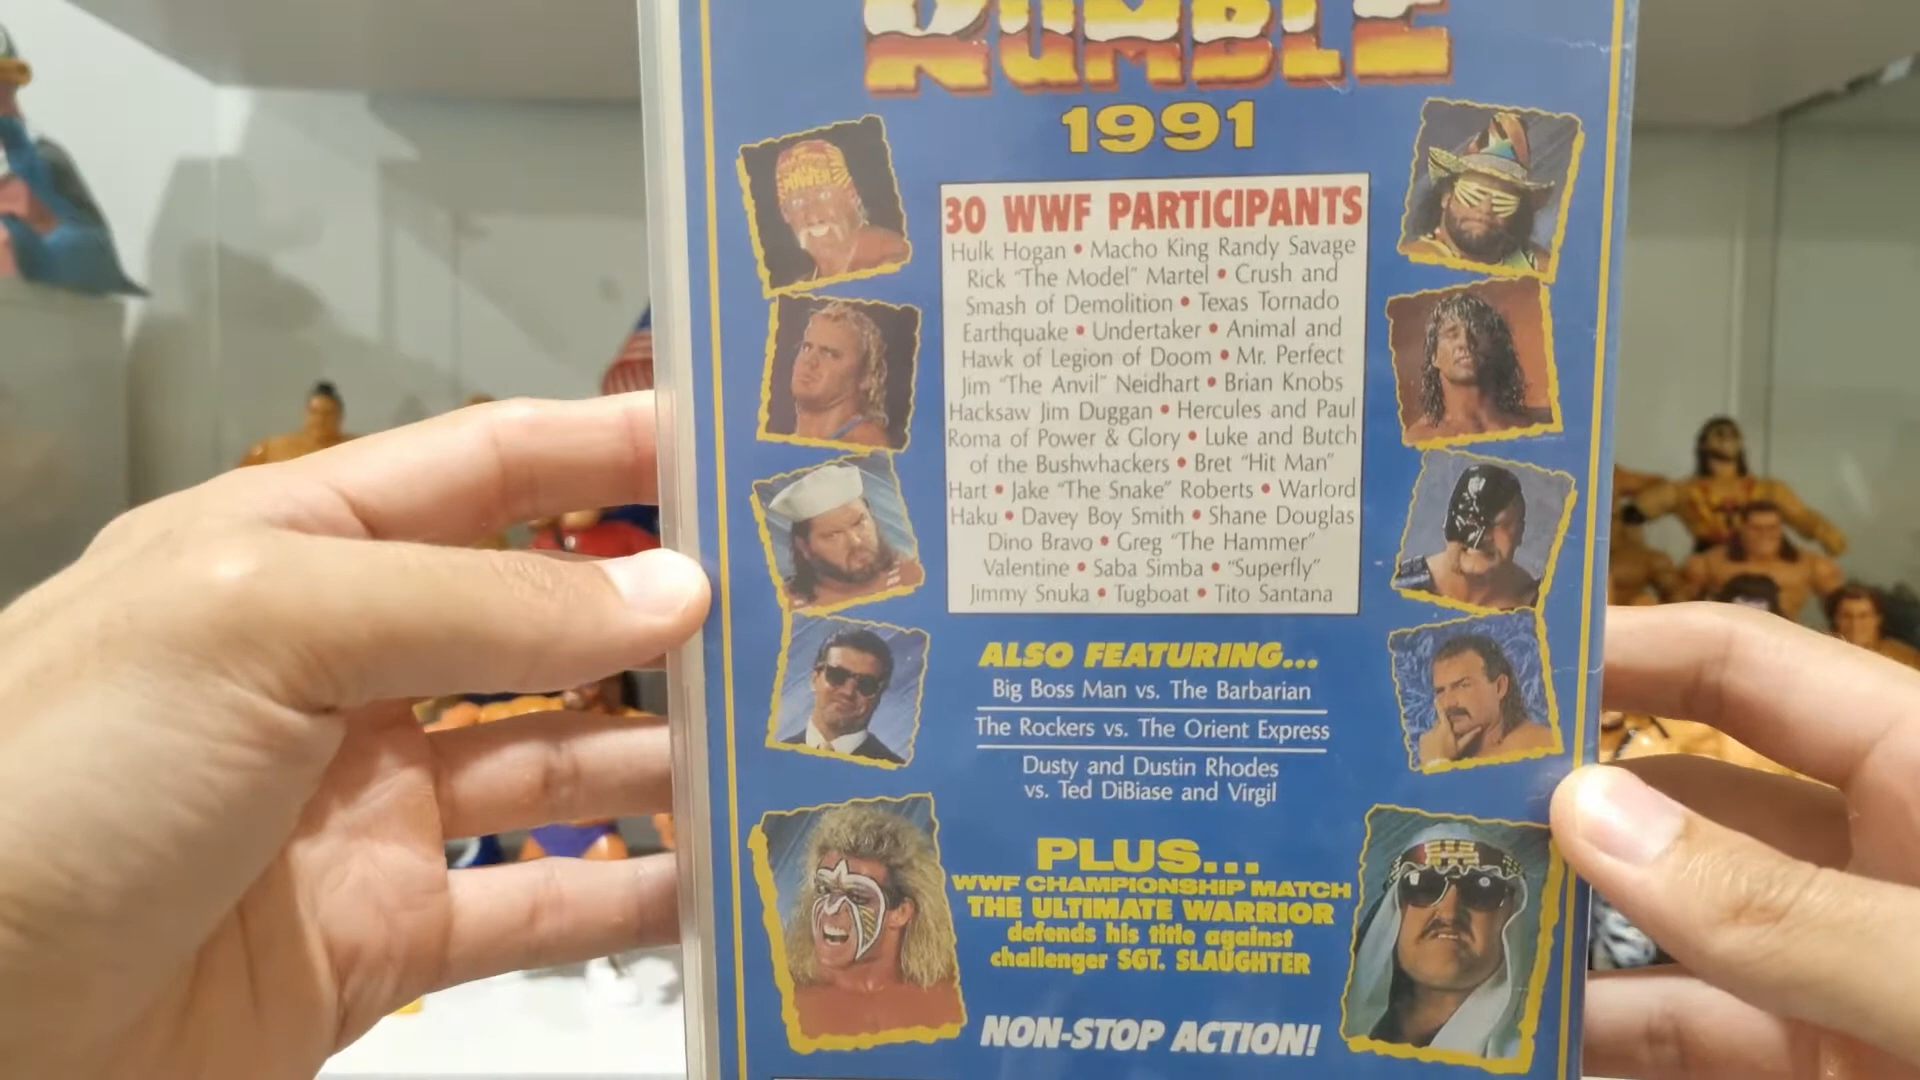 RUMBLE
1991
30 WWF PARTICIPANTS
Hulk Hogan • Macho King Randy Savage
Rick "The Model" Martel • Crush and
Smash of Demolition • Texas Tornado
Earthquake • Undertaker • Animal and
Hawk of Legion of Doom • Mr. Perfect
Jim "The Anvil" Neidhart • Brian Knobs
Hacksaw Jim Duggan • Hercules and Paul
Roma of Power & Glory • Luke and Butch
of the Bushwhackers • Bret "Hit Man"
Hart • Jake "The Snake" Roberts • Warlord
Haku • Davey Boy Smith • Shane Douglas
Dino Bravo • Greg "The Hammer"
Valentine • Saba Simba • "Superfly"
Jimmy Snuka • Tugboat • Tito Santana
ALSO FEATURING...
Big Boss Man vs. The Barbarian
The Rockers vs. The Orient Express
Dusty and Dustin Rhodes
vs. Ted DiBiase and Virgil
PLUS...
WWF CHAMPIONSHIP MATCH
THE ULTIMATE WARRIOR
defends his title against
challenger SGT. SLAUGHTER
NON-STOP ACTION!